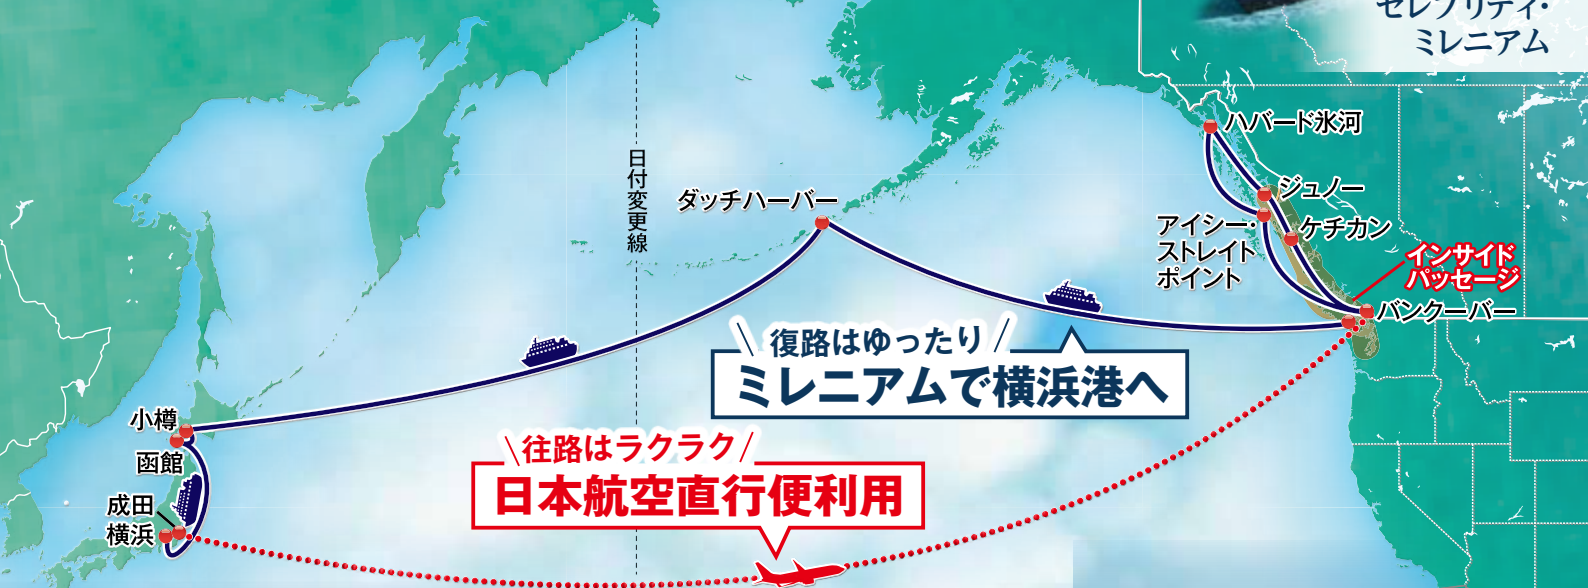 セレブリティ・
ミレニアム
ハバード氷河
日付変更線
ダッチハーバー
ジュノー
アイシー・
ストレイト
ポイント
ケチカン
インサイド
パッセージ
バンクーバー
復路はゆったり
ミレニアムで横浜港へ
小樽
函館
往路はラクラク
日本航空直行便利用
成田
横浜